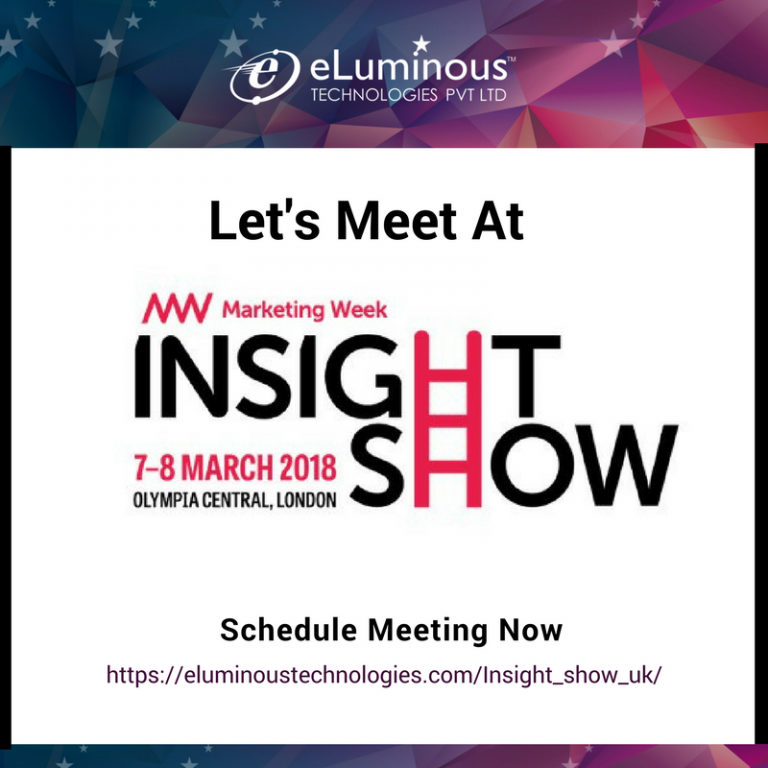 eLuminous™
TECHNOLOGIES PVT LTD
Let's Meet At
MW Marketing Week
INSIGHT
SHOW
7–8 MARCH 2018
OLYMPIA CENTRAL, LONDON
Schedule Meeting Now
https://eluminoustechnologies.com/Insight_show_uk/